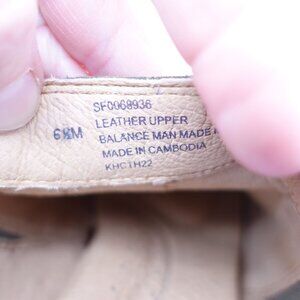 SF0068936
LEATHER UPPER
6½M
BALANCE MAN MADE
MADE IN CAMBODIA
KHCTH22